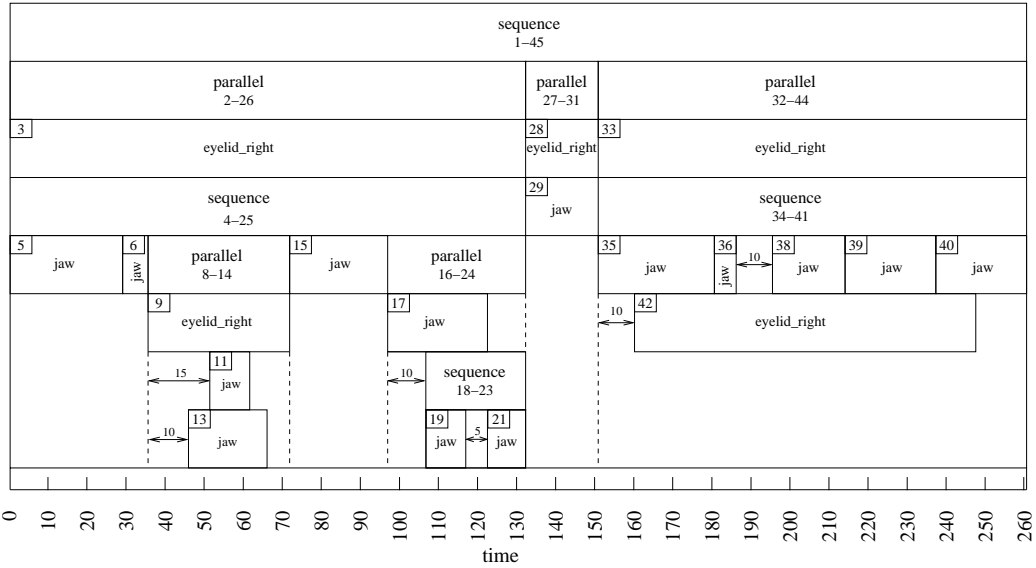 sequence
1–45
parallel
2–26
parallel
27–31
parallel
32–44
3
28
33
eyelid_right
eyelid_right
eyelid_right
sequence
4–25
29
jaw
sequence
34–41
5
jaw
6
jaw
parallel
8–14
15
jaw
parallel
16–24
35
jaw
36
jaw
10
38
jaw
39
jaw
40
jaw
9
eyelid_right
17
jaw
10
42
eyelid_right
15
11
jaw
10
sequence
18–23
10
13
jaw
19
jaw
5
21
jaw
0 10 20 30 40 50 60 70 80 90 100 110 120 130 140 150 160 170 180 190 200 210 220 230 240 250 260
time